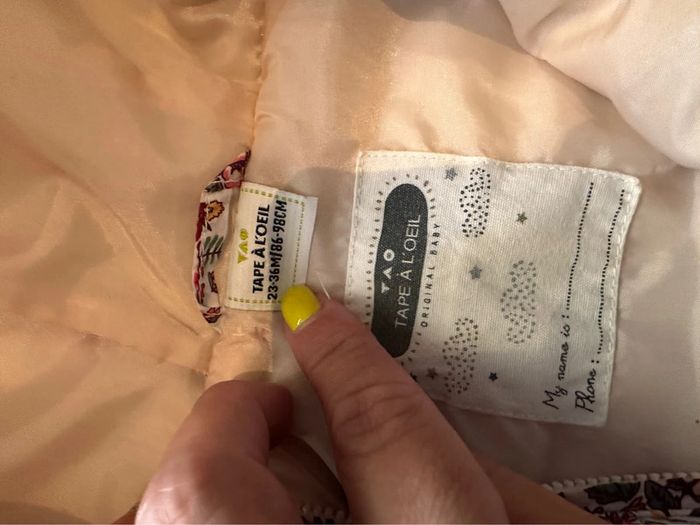 TAO
TAPE À L'OEIL
23-36M/86-98CM
TAO
TAPE À L'OEIL
ORIGINAL BABY
My name is :
Phone :